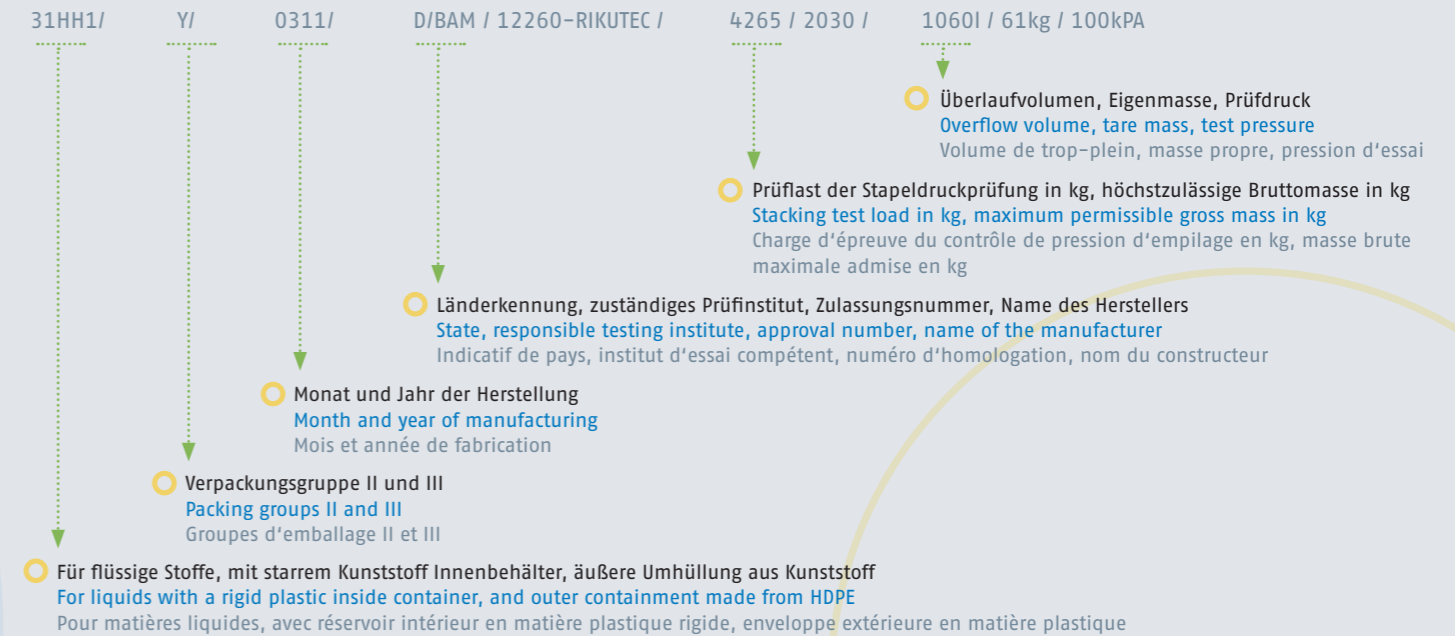 31HH1/ Y/ 0311/ D/BAM / 12260-RIKUTEC / 4265 / 2030 / 1060l / 61kg / 100kPA
Überlaufvolumen, Eigenmasse, Prüfdruck
Overflow volume, tare mass, test pressure
Volume de trop-plein, masse propre, pression d'essai
Prüflast der Stapeldruckprüfung in kg, höchstzulässige Bruttomasse in kg
Stacking test load in kg, maximum permissible gross mass in kg
Charge d'épreuve du contrôle de pression d'empilage en kg, masse brute
maximale admise en kg
Länderkennung, zuständiges Prüfinstitut, Zulassungsnummer, Name des Herstellers
State, responsible testing institute, approval number, name of the manufacturer
Indicatif de pays, institut d'essai compétent, numéro d'homologation, nom du constructeur
Monat und Jahr der Herstellung
Month and year of manufacturing
Mois et année de fabrication
Verpackungsgruppe II und III
Packing groups II and III
Groupes d'emballage II et III
Für flüssige Stoffe, mit starrem Kunststoff Innenbehälter, äußere Umhüllung aus Kunststoff
For liquids with a rigid plastic inside container, and outer containment made from HDPE
Pour matières liquides, avec réservoir intérieur en matière plastique rigide, enveloppe extérieure en matière plastique